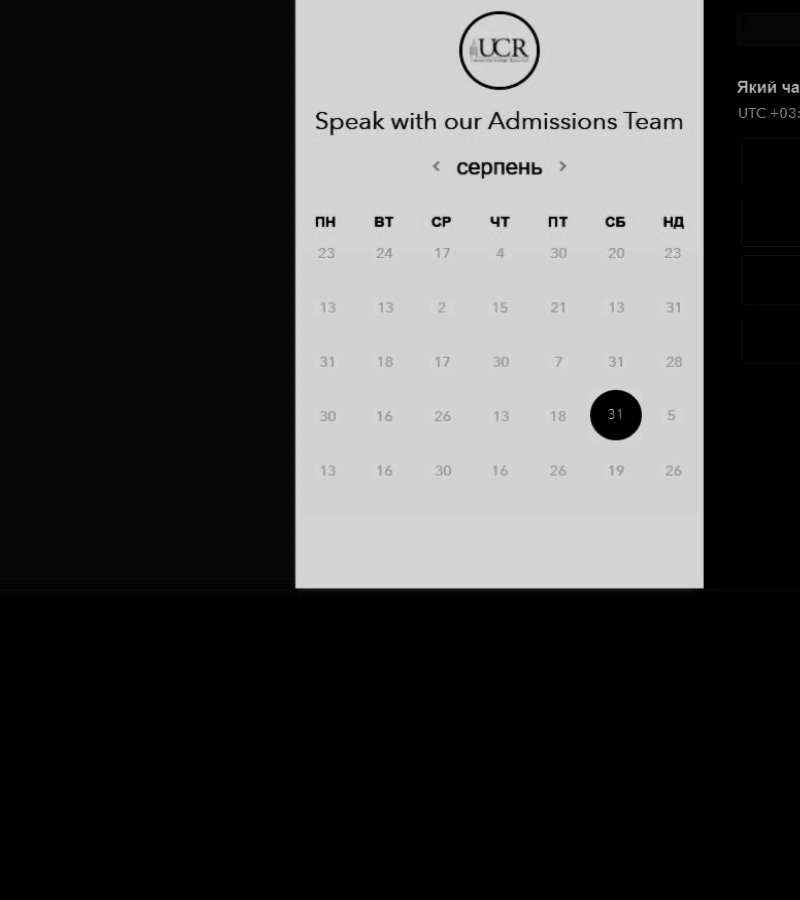 UCR
Speak with our Admissions Team
< серпень >
ПН ВТ СР ЧТ ПТ СБ НД
23 24 17 4 30 20 23
13 13 2 15 21 13 31
31 18 17 30 7 31 28
30 16 26 13 18 31 5
13 16 30 16 26 19 26
Який ча
UTC +03: